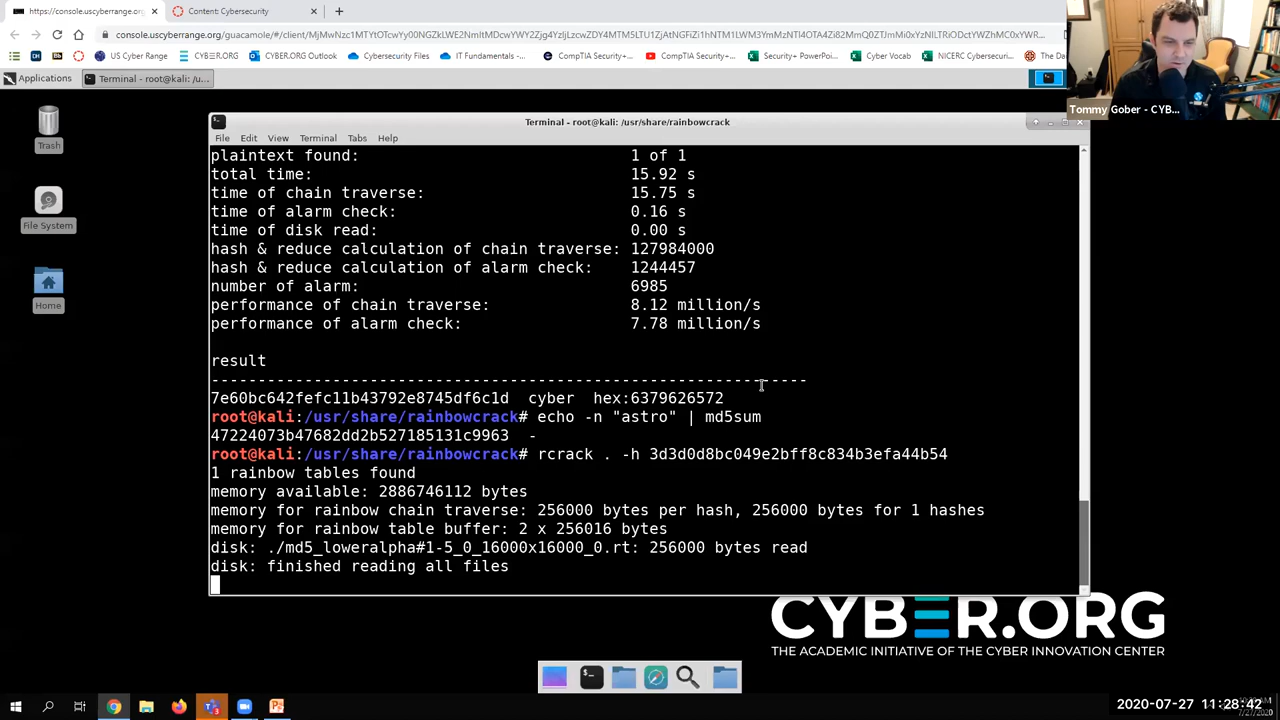 https://console.uscyberrange.org
Content: Cybersecurity
console.uscyberrange.org
US Cyber Range
CYBER.ORG
CYBER.ORG Outlook
Cybersecurity Files
IT Fundamentals -...
CompTIA Security+...
CompTIA Security+...
Security+ PowerPoi...
Cyber Vocab
NICERC Cybersecuri...
Applications
Terminal - root@kali: /u...
Tommy Gober - CYB...
Trash
File System
Home
Terminal - root@kali: /usr/share/rainbowcrack
File Edit View Terminal Tabs Help
plaintext found: 1 of 1
total time: 15.92 s
time of chain traverse: 15.75 s
time of alarm check: 0.16 s
time of disk read: 0.00 s
hash & reduce calculation of chain traverse: 127984000
hash & reduce calculation of alarm check: 1244457
number of alarm: 6985
performance of chain traverse: 8.12 million/s
performance of alarm check: 7.78 million/s
result
----------------------------------------------------------------
7e60bc642fefc11b43792e8745df6c1d cyber hex:6379626572
root@kali:/usr/share/rainbowcrack# echo -n "astro" | md5sum
47224073b47682dd2b527185131c9963 -
root@kali:/usr/share/rainbowcrack# rcrack . -h 3d3d0d8bc049e2bff8c834b3efa44b54
1 rainbow tables found
memory available: 2886746112 bytes
memory for rainbow chain traverse: 256000 bytes per hash, 256000 bytes for 1 hashes
memory for rainbow table buffer: 2 x 256016 bytes
disk: ./md5_loweralpha#1-5_0_16000x16000_0.rt: 256000 bytes read
disk: finished reading all files
CYBER.ORG
THE ACADEMIC INITIATIVE OF THE CYBER INNOVATION CENTER
2020-07-27 11:28:42